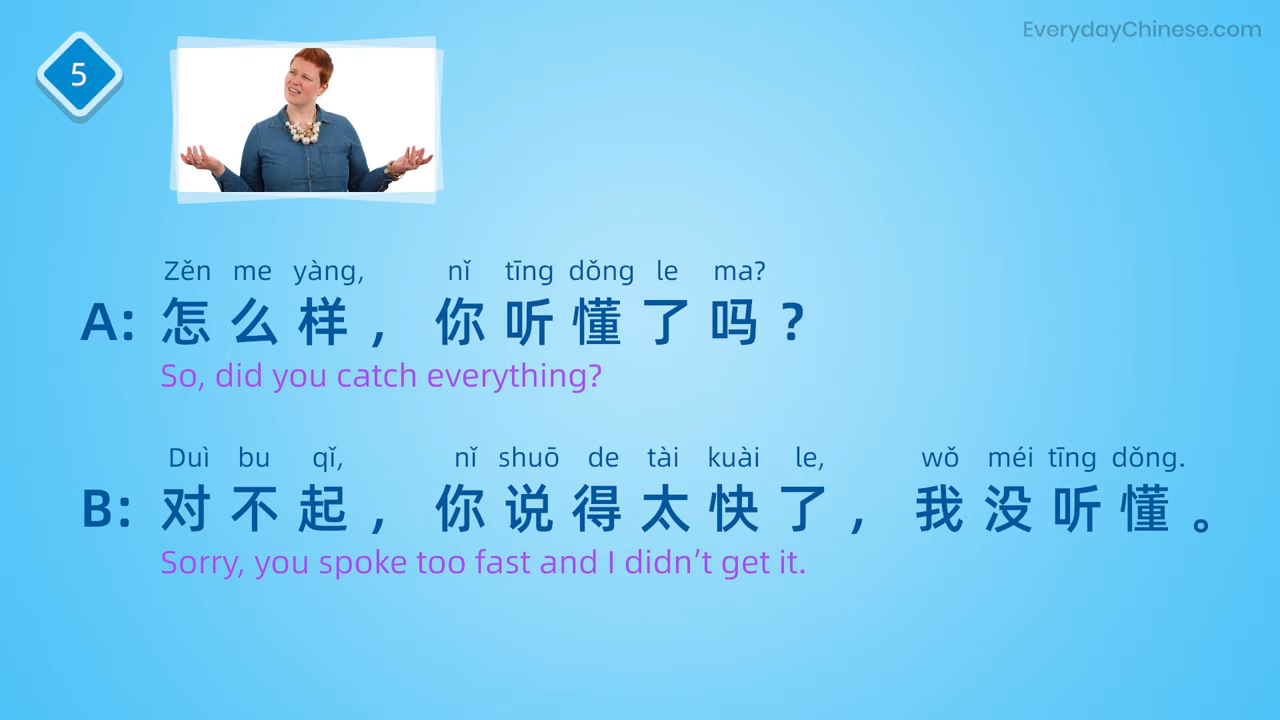 EverydayChinese.com
5
Zěn me yàng, nǐ tīng dǒng le ma?
A: 怎么样，你听懂了吗？
So, did you catch everything?
Duì bu qǐ, nǐ shuō de tài kuài le, wǒ méi tīng dǒng.
B: 对不起，你说得太快了，我没听懂。
Sorry, you spoke too fast and I didn’t get it.